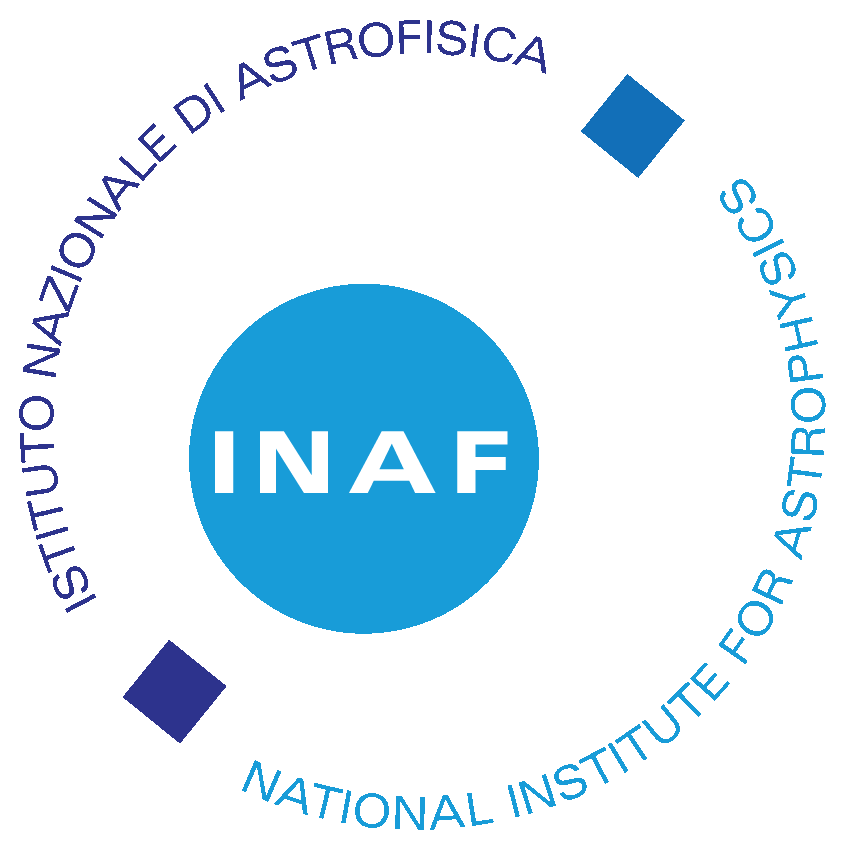 ISTITUTO NAZIONALE DI ASTROFISICA
INAF
NATIONAL INSTITUTE FOR ASTROPHYSICS